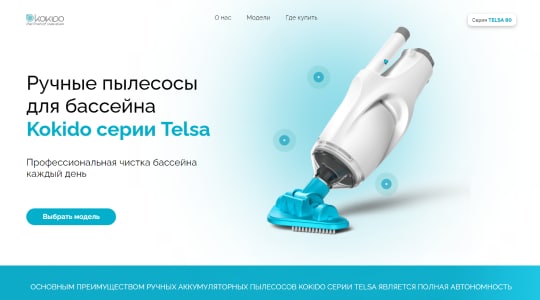 kokido
О нас
Модели
Где купить
Серия TELSA 80
Ручные пылесосы
для бассейна
Kokido серии Telsa
Профессиональная чистка бассейна
каждый день
Выбрать модель
ОСНОВНЫМ ПРЕИМУЩЕСТВОМ РУЧНЫХ АККУМУЛЯТОРНЫХ ПЫЛЕСОСОВ KOKIDO СЕРИИ TELSA ЯВЛЯЕТСЯ ПОЛНАЯ АВТОНОМНОСТЬ